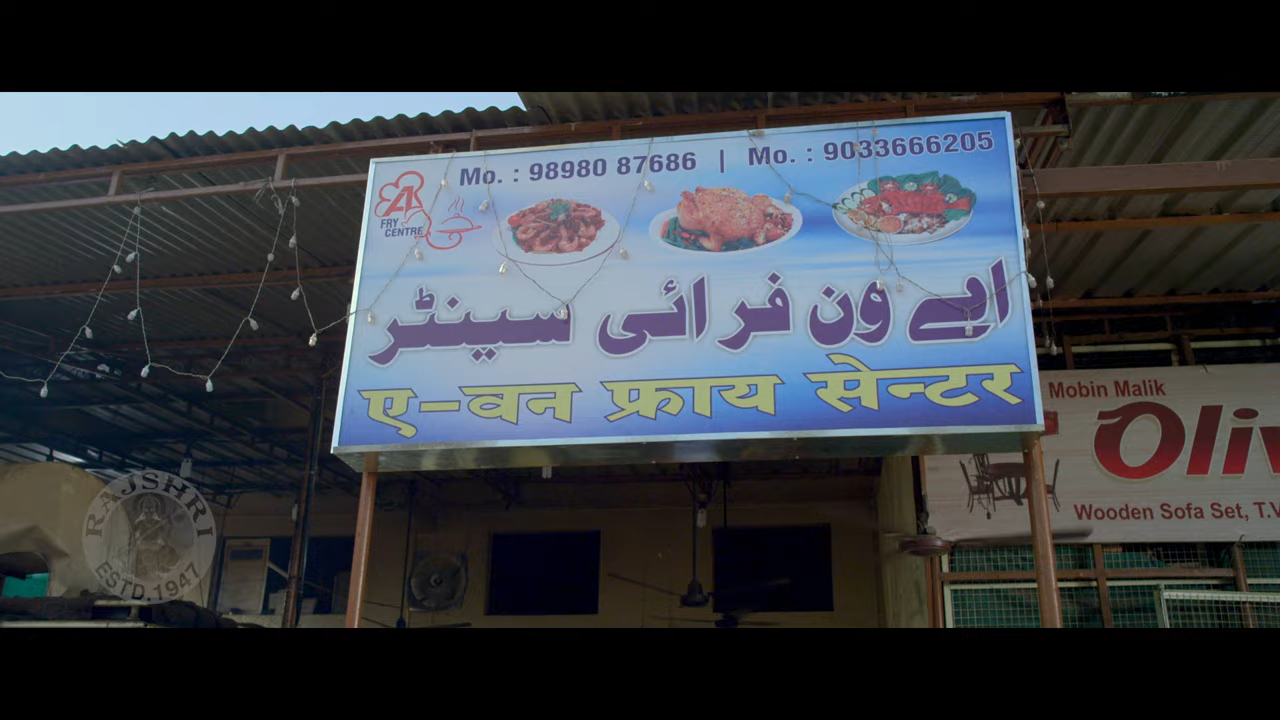 Mo. : 98980 87686 | Mo. : 9033666205
A1
FRY
CENTRE
اے ون فرائی سینٹر
ए-वन फ्राय सेन्टर
Mobin Malik
Oliv
Wooden Sofa Set, T.V
RAJSHRI
ESTD.1947